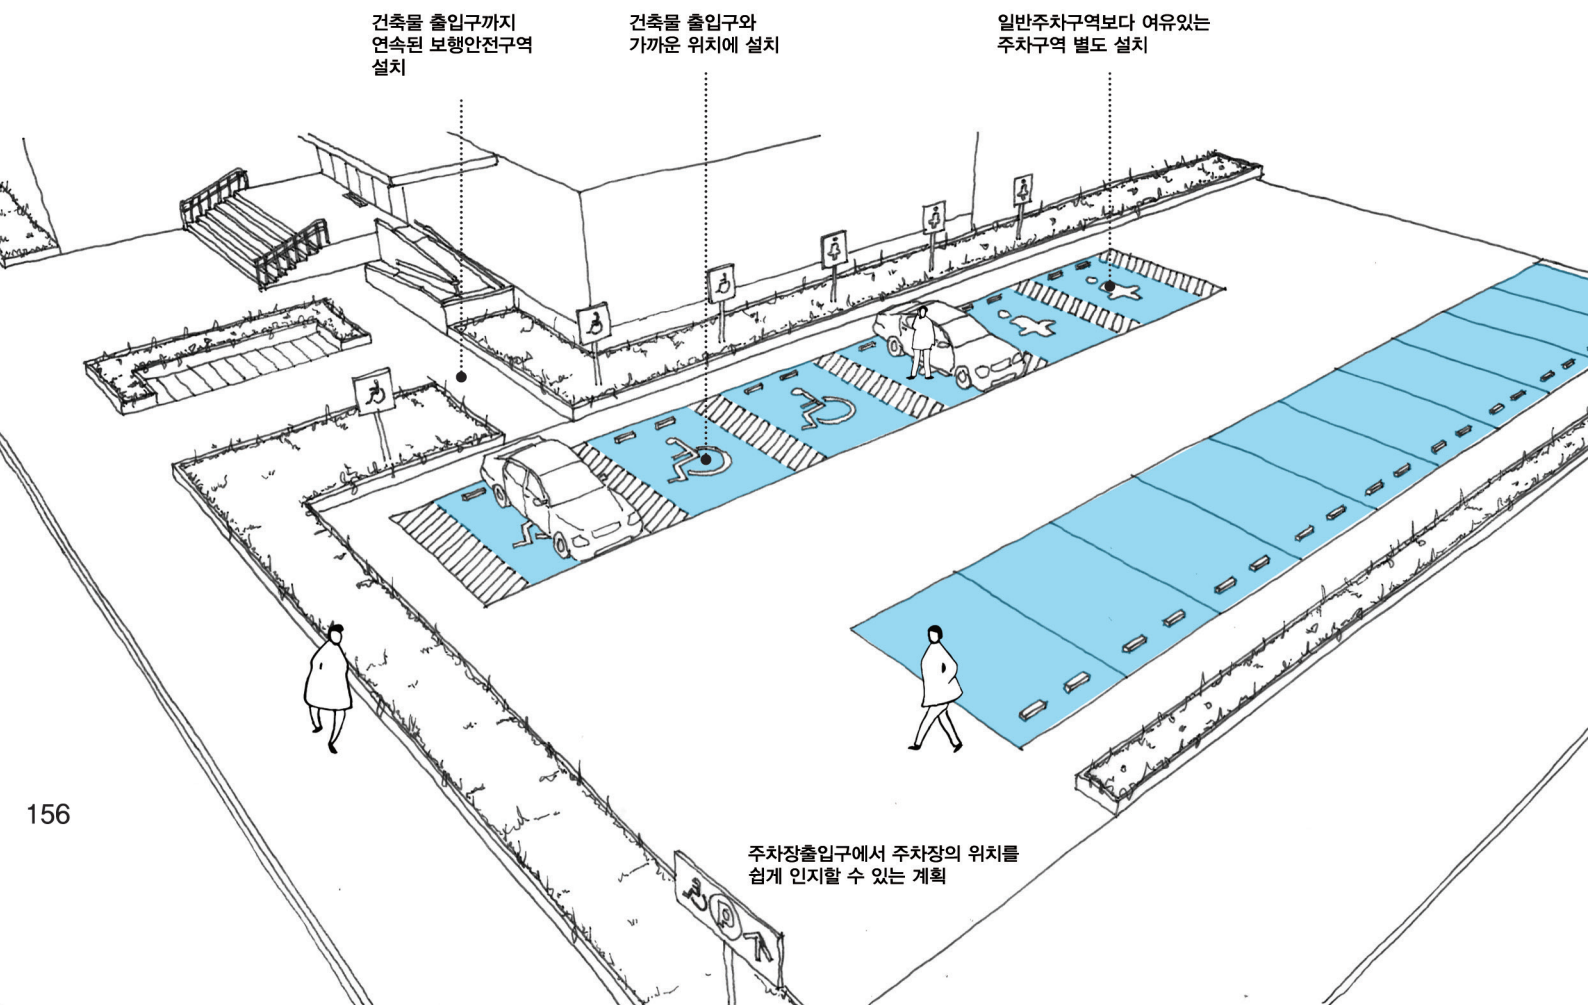 건축물 출입구까지
연속된 보행안전구역
설치
건축물 출입구와
가까운 위치에 설치
일반주차구역보다 여유있는
주차구역 별도 설치
156
주차장출입구에서 주차장의 위치를
쉽게 인지할 수 있는 계획
P